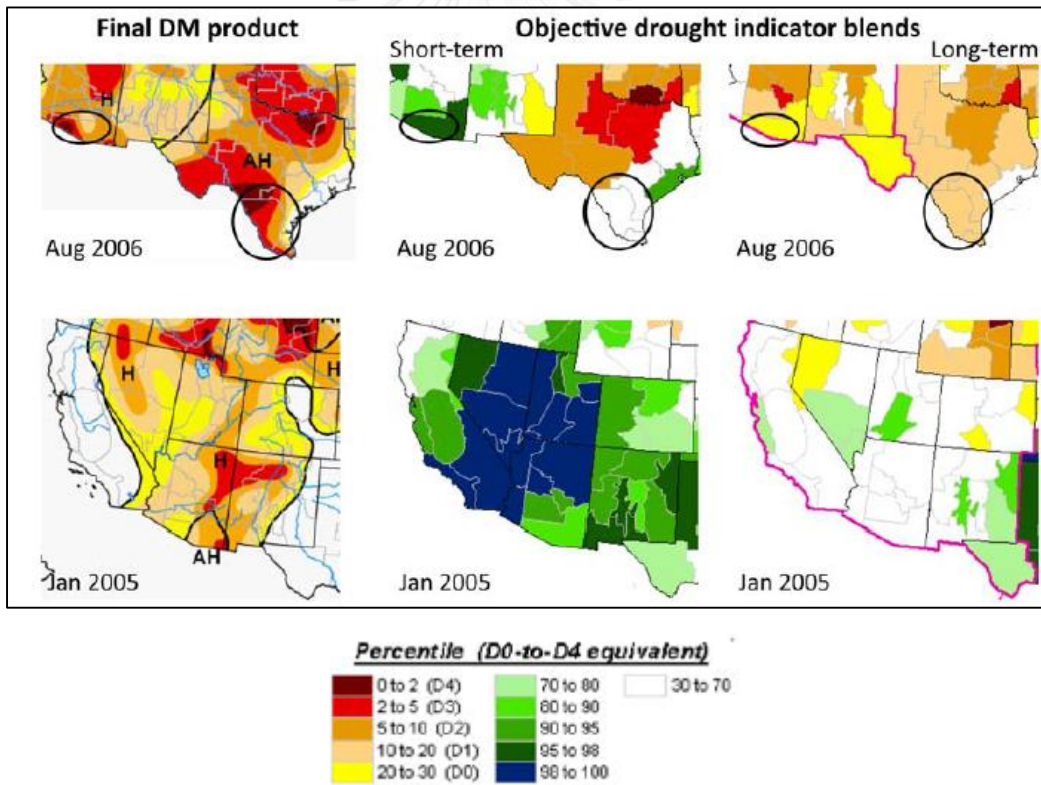 Final DM product
Objective drought indicator blends
Short-term
Long-term
H
AH
Aug 2006
Aug 2006
Aug 2006
H
H
H
AH
Jan 2005
Jan 2005
Jan 2005
Percentile (D0-to-D4 equivalent)
0 to 2 (D4)
2 to 5 (D3)
5 to 10 (D2)
10 to 20 (D1)
20 to 30 (D0)
70 to 80
80 to 90
90 to 95
95 to 98
98 to 100
30 to 70